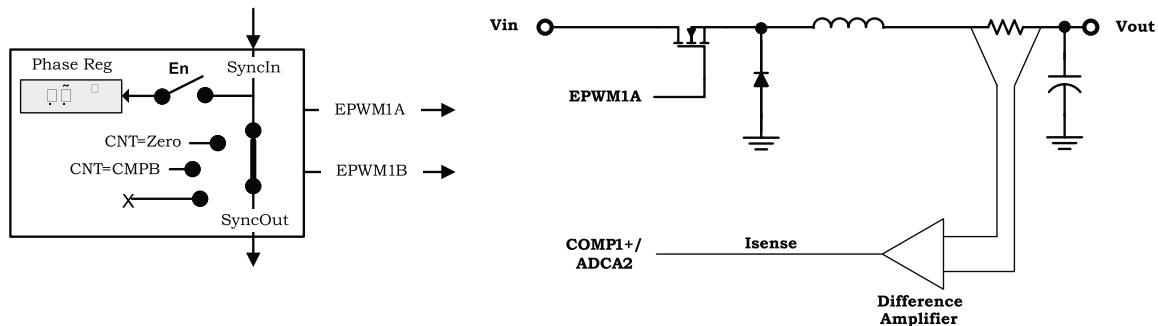 Phase Reg
En
SyncIn
EPWM1A
CNT=Zero
CNT=CMPB
EPWM1B
X
SyncOut
Vin
Vout
EPWM1A
COMP1+/
ADCA2
Isense
Difference
Amplifier